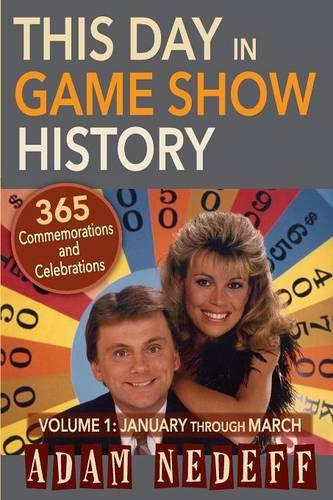 THIS DAY IN
GAME SHOW
HISTORY
365
Commemorations
and
Celebrations
VOLUME 1: JANUARY THROUGH MARCH
ADAM NEDEFF